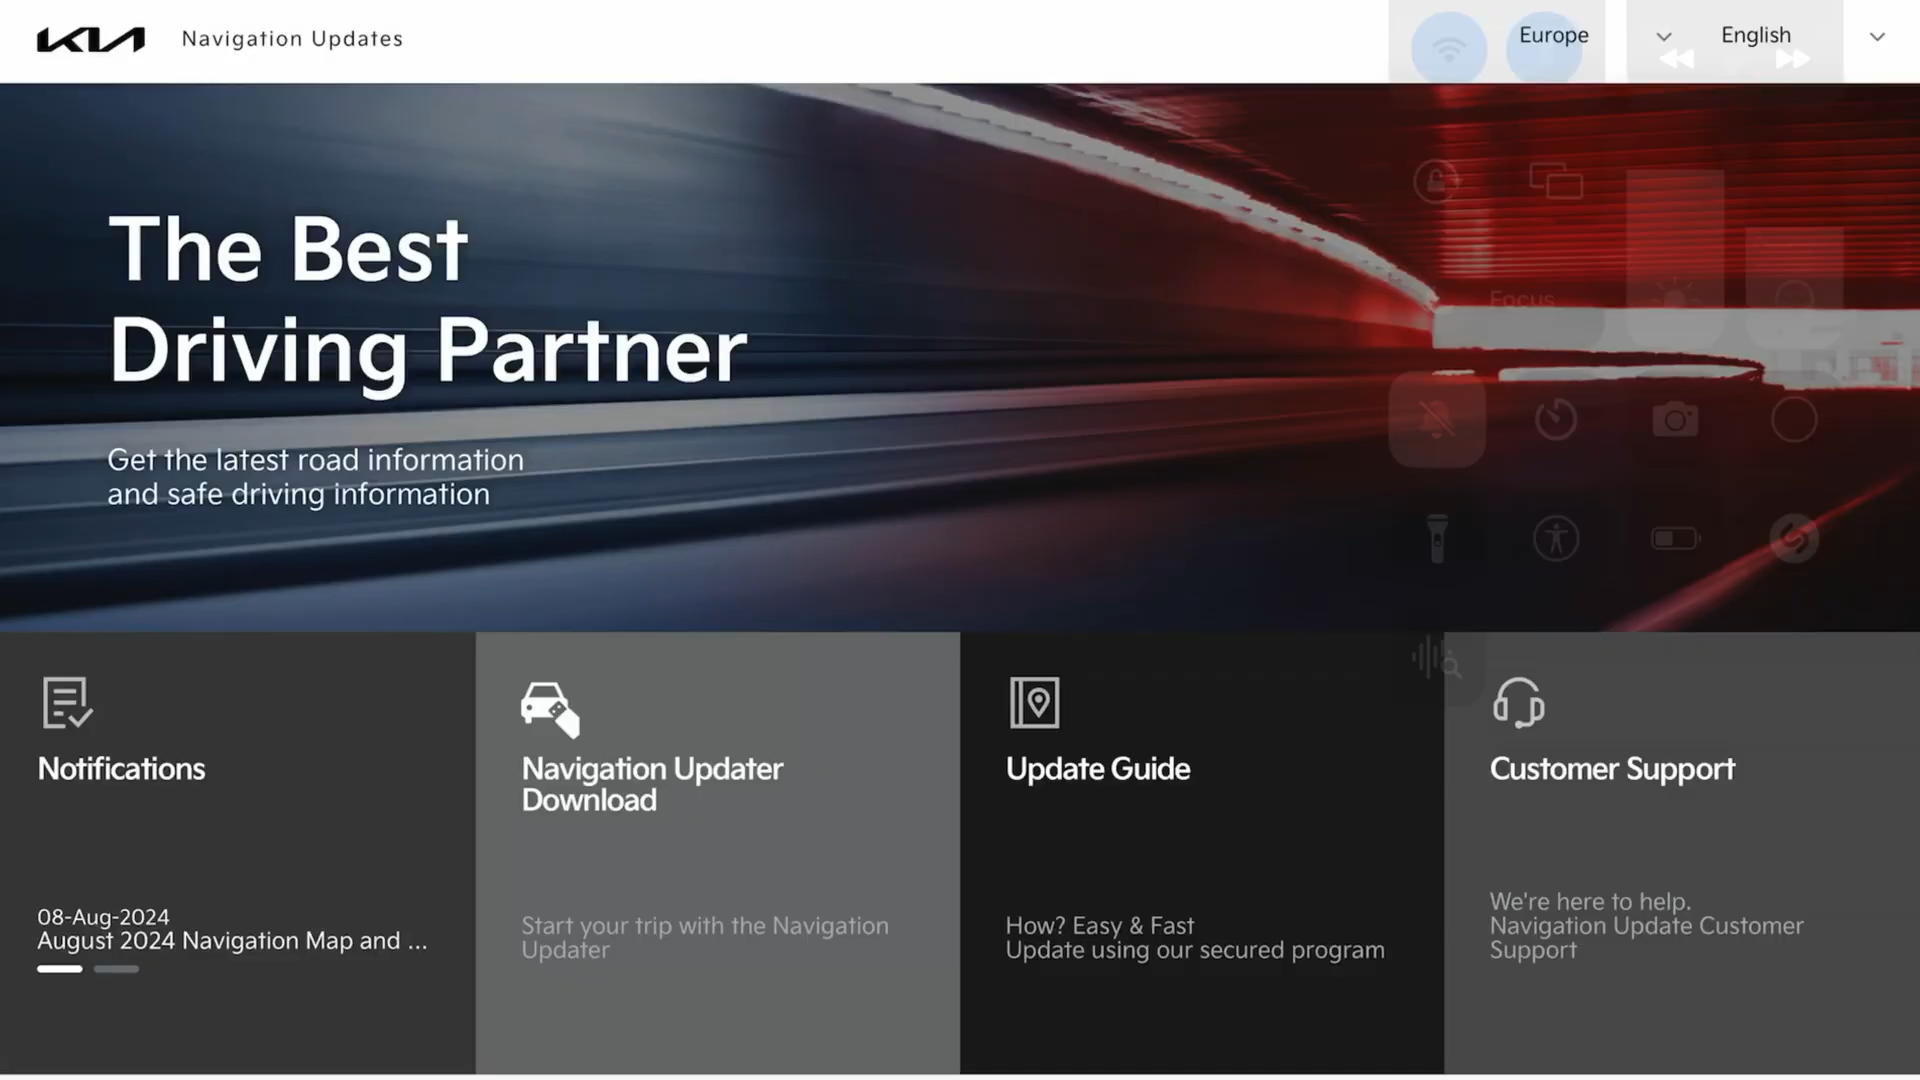 KIA Navigation Updates Europe English
The Best
Driving Partner
Get the latest road information
and safe driving information
Focus
Notifications
08-Aug-2024
August 2024 Navigation Map and ...
Navigation Updater
Download
Start your trip with the Navigation
Updater
Update Guide
How? Easy & Fast
Update using our secured program
Customer Support
We're here to help.
Navigation Update Customer
Support